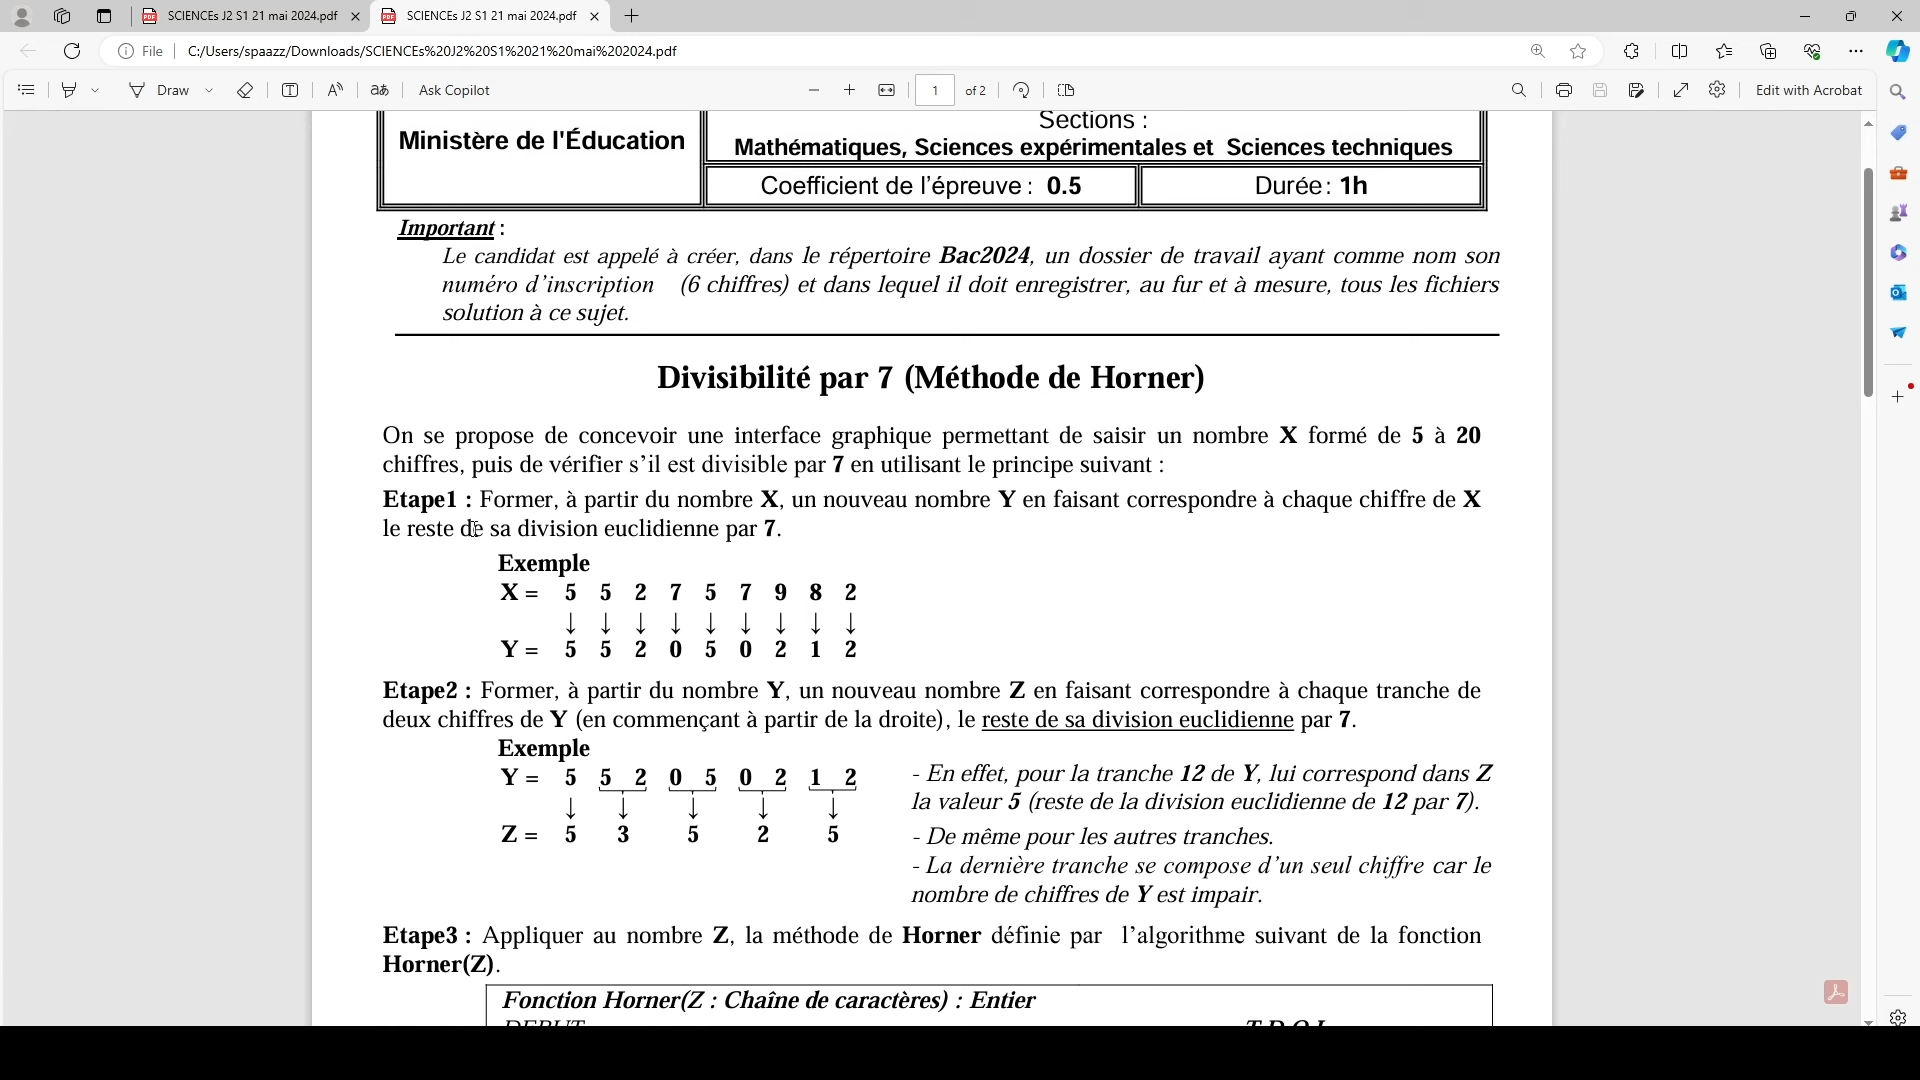 SCIENCEs J2 S1 21 mai 2024.pdf
SCIENCEs J2 S1 21 mai 2024.pdf
File C:/Users/spaazz/Downloads/SCIENCEs%20J2%20S1%2021%20mai%202024.pdf
Draw aあ Ask Copilot 1 of 2 Edit with Acrobat
Ministère de l'Éducation
Sections :
Mathématiques, Sciences expérimentales et Sciences techniques
Coefficient de l'épreuve : 0.5 Durée : 1h
Important :
Le candidat est appelé à créer, dans le répertoire Bac2024, un dossier de travail ayant comme nom son
numéro d'inscription (6 chiffres) et dans lequel il doit enregistrer, au fur et à mesure, tous les fichiers
solution à ce sujet.
Divisibilité par 7 (Méthode de Horner)
On se propose de concevoir une interface graphique permettant de saisir un nombre X formé de 5 à 20
chiffres, puis de vérifier s'il est divisible par 7 en utilisant le principe suivant :
Etape1 : Former, à partir du nombre X, un nouveau nombre Y en faisant correspondre à chaque chiffre de X
le reste de sa division euclidienne par 7.
Exemple
X = 5 5 2 7 5 7 9 8 2
↓ ↓ ↓ ↓ ↓ ↓ ↓ ↓ ↓
Y = 5 5 2 0 5 0 2 1 2
Etape2 : Former, à partir du nombre Y, un nouveau nombre Z en faisant correspondre à chaque tranche de
deux chiffres de Y (en commençant à partir de la droite), le reste de sa division euclidienne par 7.
Exemple
Y = 5 5 2 0 5 0 2 1 2
↓ ↓ ↓ ↓ ↓
Z = 5 3 5 2 5
- En effet, pour la tranche 12 de Y, lui correspond dans Z
la valeur 5 (reste de la division euclidienne de 12 par 7).
- De même pour les autres tranches.
- La dernière tranche se compose d'un seul chiffre car le
nombre de chiffres de Y est impair.
Etape3 : Appliquer au nombre Z, la méthode de Horner définie par l'algorithme suivant de la fonction
Horner(Z).
Fonction Horner(Z : Chaîne de caractères) : Entier
DEBUT T.D.O.L